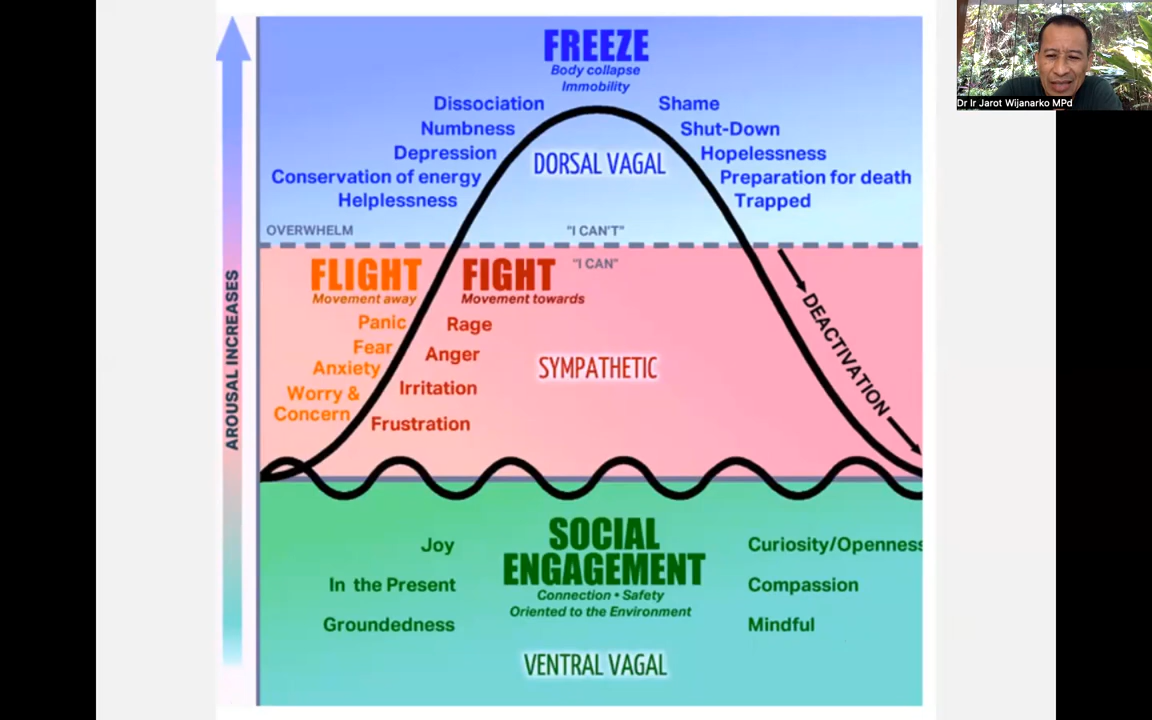 FREEZE
Body collapse
Immobility
Dissociation
Numbness
Depression
Conservation of energy
Helplessness
Shame
Shut-Down
Hopelessness
Preparation for death
Trapped
DORSAL VAGAL
OVERWHELM
"I CAN'T"
"I CAN"
FLIGHT
Movement away
Panic
Fear
Anxiety
Worry &
Concern
FIGHT
Movement towards
Rage
Anger
Irritation
Frustration
SYMPATHETIC
DEACTIVATION
AROUSAL INCREASES
SOCIAL
ENGAGEMENT
Connection • Safety
Oriented to the Environment
Joy
In the Present
Groundedness
Curiosity/Openness
Compassion
Mindful
VENTRAL VAGAL
Dr Ir Jarot Wijanarko MPd